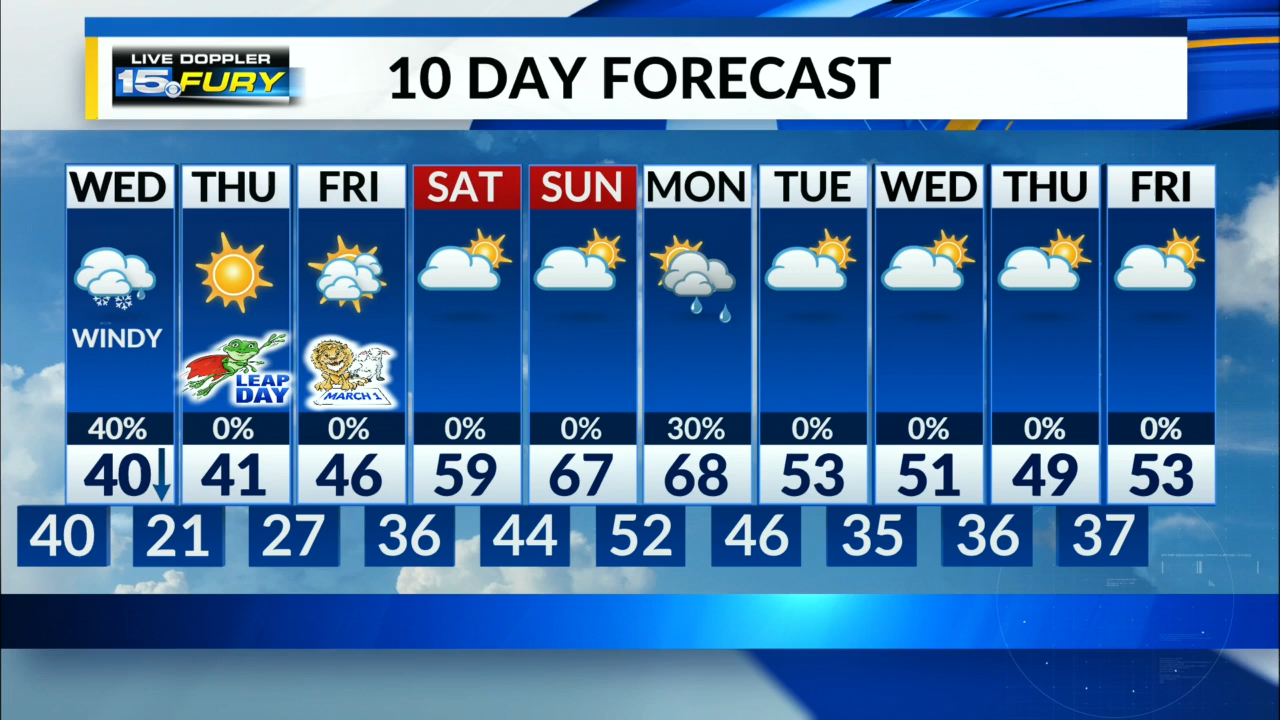 LIVE DOPPLER
15 FURY
10 DAY FORECAST
WED THU FRI SAT SUN MON TUE WED THU FRI
WINDY
LEAP
DAY
MARCH 1
40% 0% 0% 0% 0% 30% 0% 0% 0% 0%
40 41 46 59 67 68 53 51 49 53
40 21 27 36 44 52 46 35 36 37